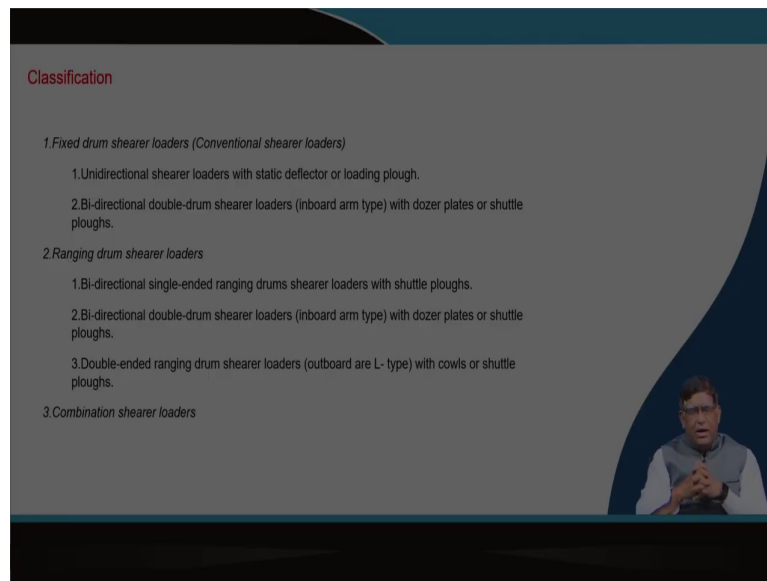 Classification
1.Fixed drum shearer loaders (Conventional shearer loaders)
1.Unidirectional shearer loaders with static deflector or loading plough.
2.Bi-directional double-drum shearer loaders (inboard arm type) with dozer plates or shuttle
ploughs.
2.Ranging drum shearer loaders
1.Bi-directional single-ended ranging drums shearer loaders with shuttle ploughs.
2.Bi-directional double-drum shearer loaders (inboard arm type) with dozer plates or shuttle
ploughs.
3.Double-ended ranging drum shearer loaders (outboard are L- type) with cowls or shuttle
ploughs.
3.Combination shearer loaders